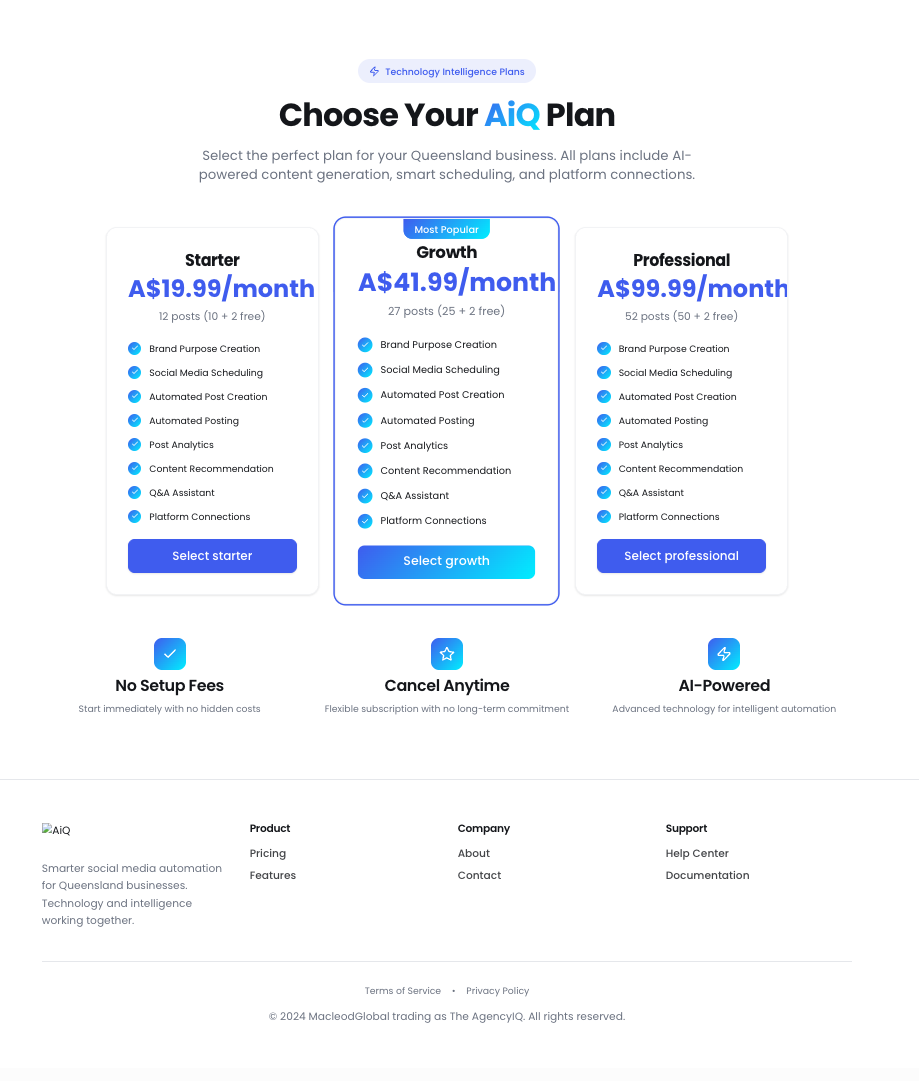 Technology Intelligence Plans
Choose Your AiQ Plan
Select the perfect plan for your Queensland business. All plans include AI-
powered content generation, smart scheduling, and platform connections.
Starter
A$19.99/month
12 posts (10 + 2 free)
Brand Purpose Creation
Social Media Scheduling
Automated Post Creation
Automated Posting
Post Analytics
Content Recommendation
Q&A Assistant
Platform Connections
Select starter
Most Popular
Growth
A$41.99/month
27 posts (25 + 2 free)
Brand Purpose Creation
Social Media Scheduling
Automated Post Creation
Automated Posting
Post Analytics
Content Recommendation
Q&A Assistant
Platform Connections
Select growth
Professional
A$99.99/month
52 posts (50 + 2 free)
Brand Purpose Creation
Social Media Scheduling
Automated Post Creation
Automated Posting
Post Analytics
Content Recommendation
Q&A Assistant
Platform Connections
Select professional
No Setup Fees
Start immediately with no hidden costs
Cancel Anytime
Flexible subscription with no long-term commitment
AI-Powered
Advanced technology for intelligent automation
AiQ
Smarter social media automation
for Queensland businesses.
Technology and intelligence
working together.
Product
Pricing
Features
Company
About
Contact
Support
Help Center
Documentation
Terms of Service • Privacy Policy
© 2024 MacleodGlobal trading as The AgencyIQ. All rights reserved.